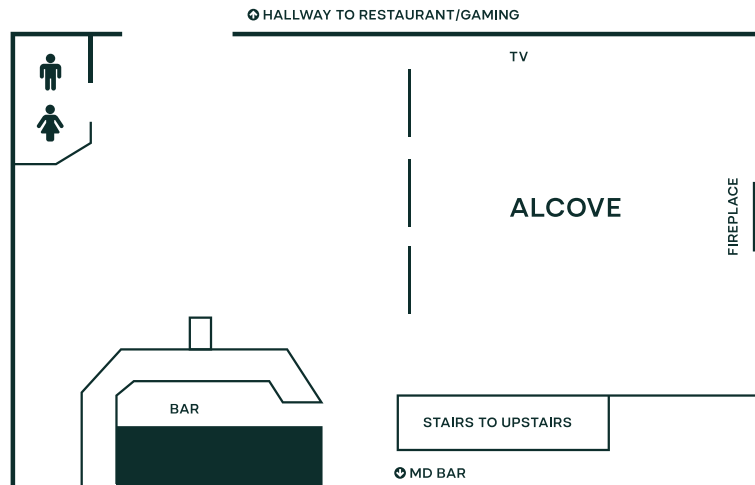 HALLWAY TO RESTAURANT/GAMING
TV
ALCOVE
FIREPLACE
BAR
STAIRS TO UPSTAIRS
MD BAR